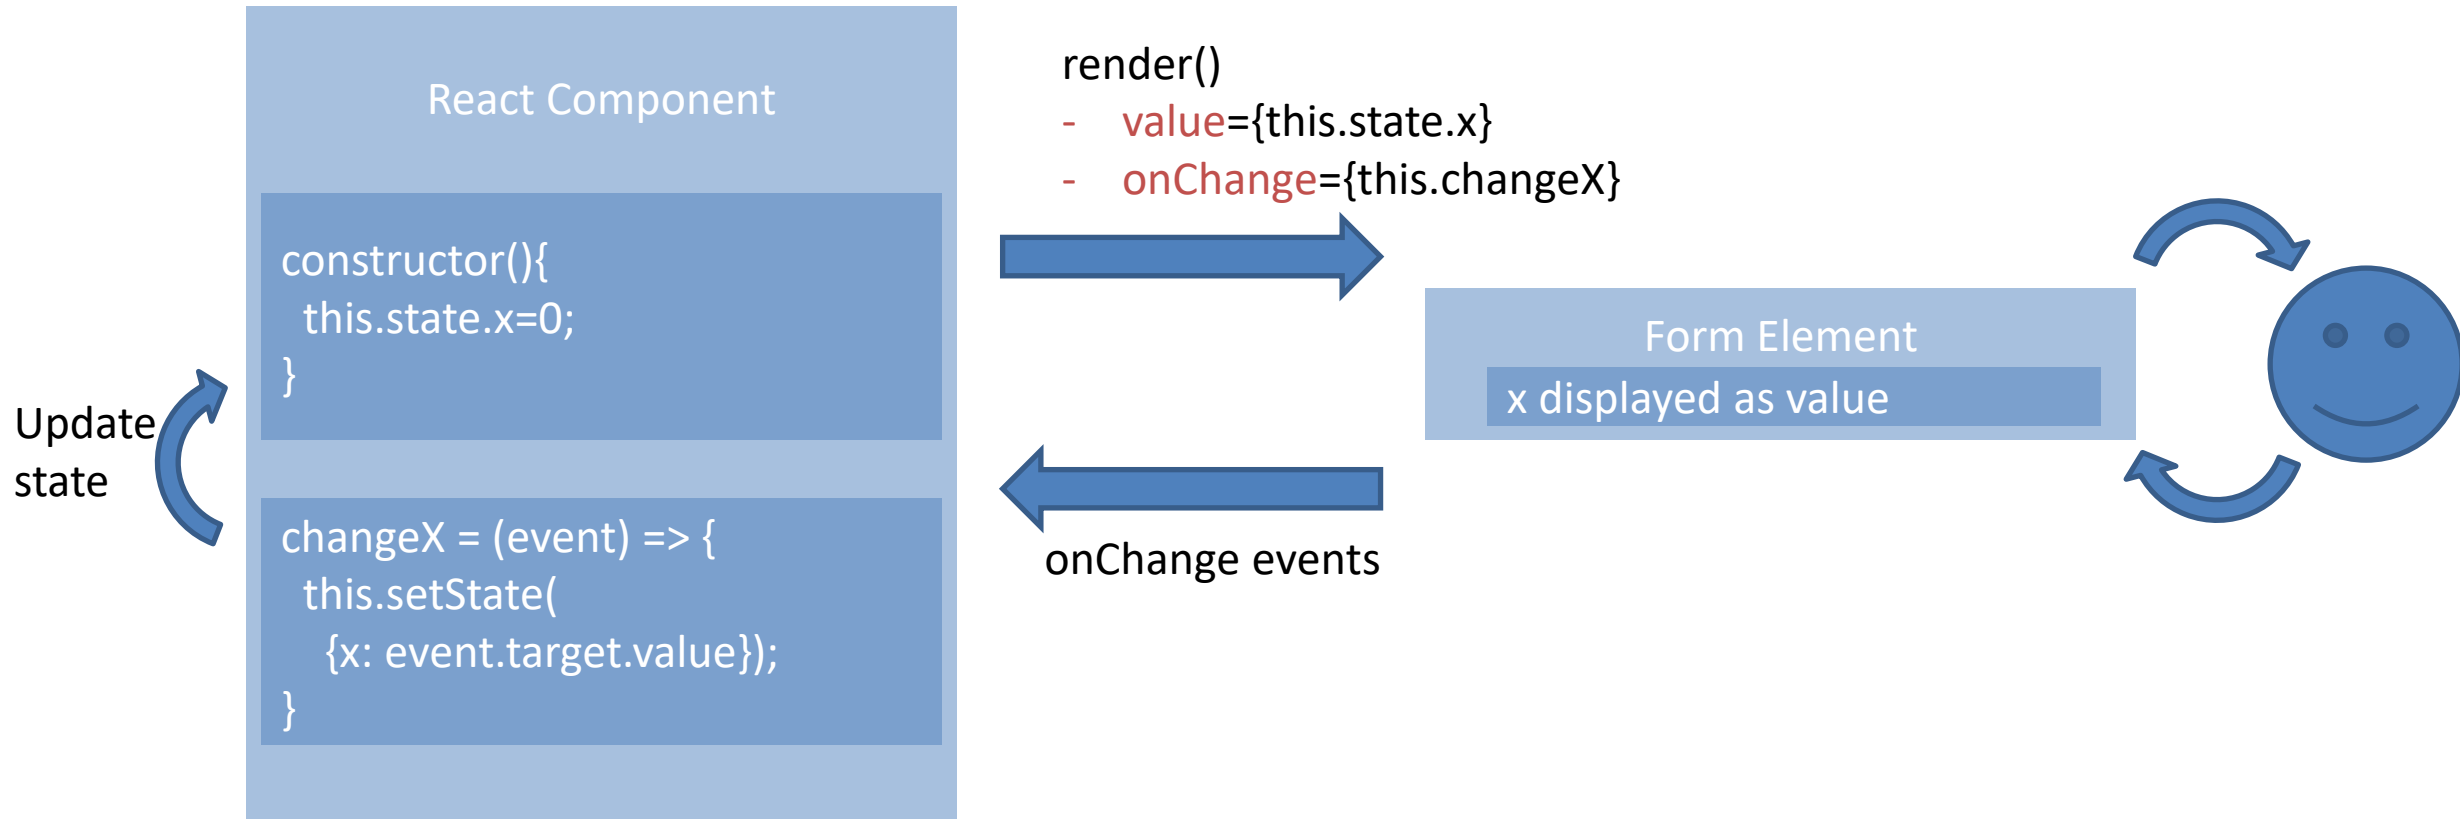 React Component
constructor(){
this.state.x=0;
}
changeX = (event) => {
this.setState(
{x: event.target.value});
}
Update
state
render()
- value={this.state.x}
- onChange={this.changeX}
onChange events
Form Element
x displayed as value